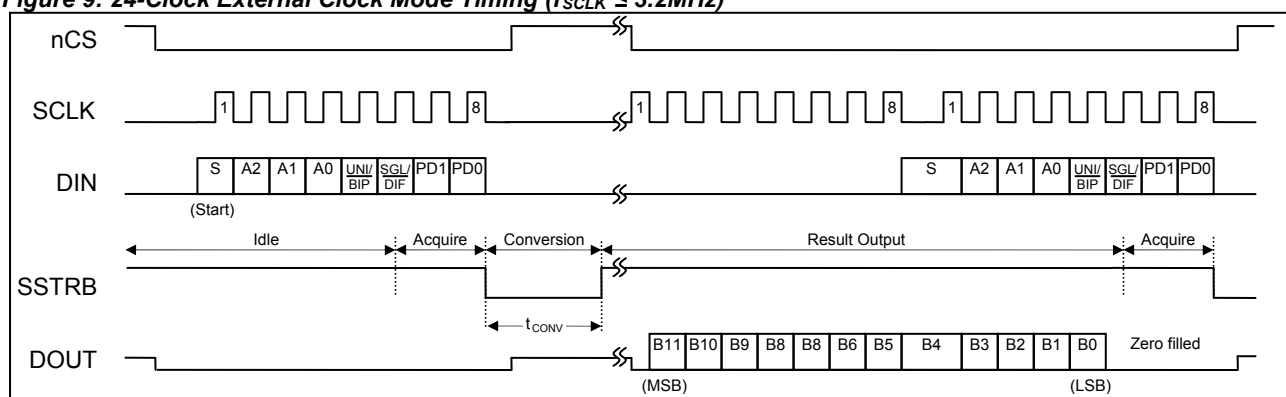 Figure 9: 24-Clock External Clock Mode Timing (fSCLK ≤ 3.2MHz)
nCS
SCLK
1 8 1 8 1 8
DIN
S A2 A1 A0 UNI/BIP SGL/DIF PD1 PD0 S A2 A1 A0 UNI/BIP SGL/DIF PD1 PD0
(Start)
Idle Acquire Conversion Result Output Acquire
SSTRB
tCONV
DOUT
B11 B10 B9 B8 B8 B6 B5 B4 B3 B2 B1 B0 Zero filled
(MSB) (LSB)